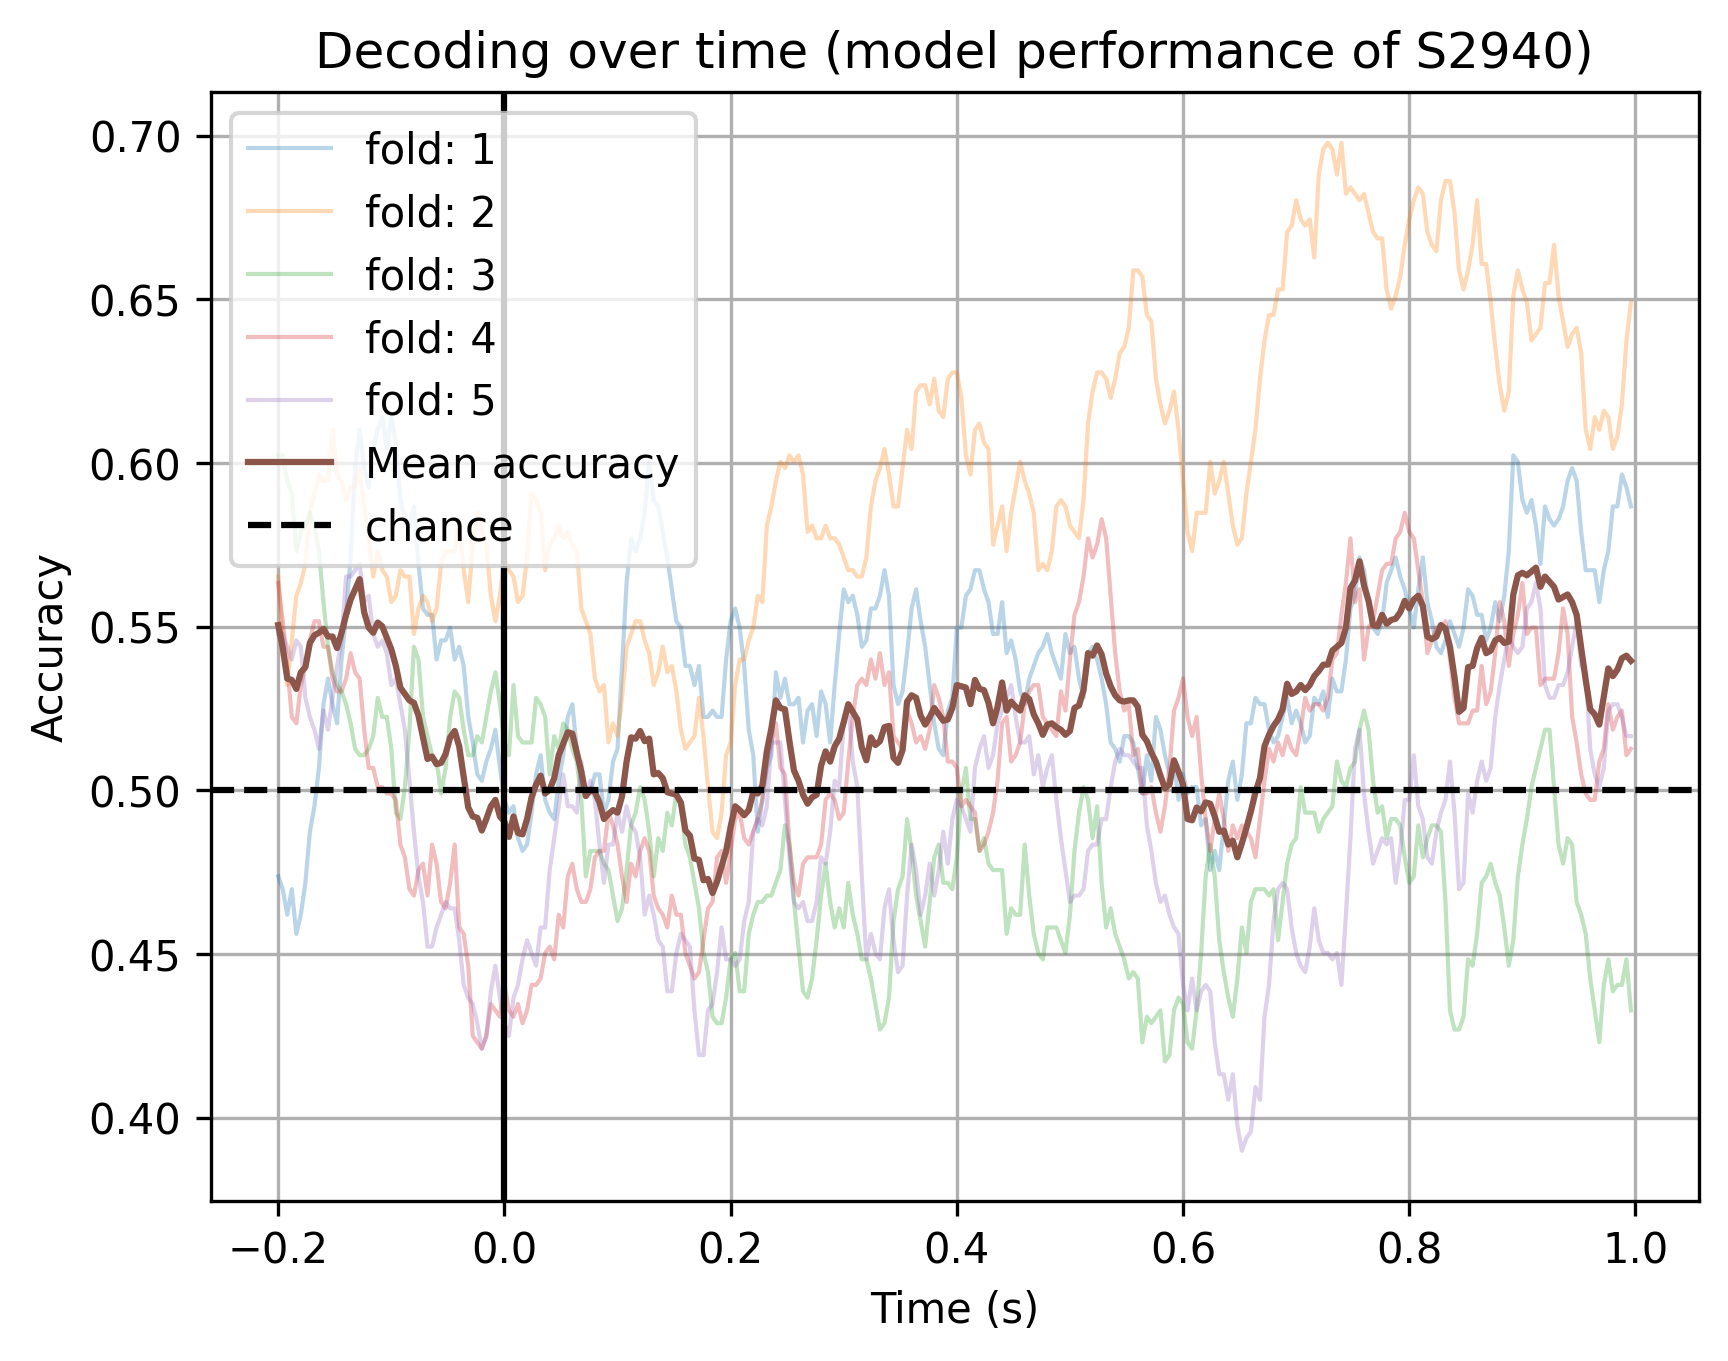 Decoding over time (model performance of S2940)
0.70
0.65
0.60
0.55
0.50
0.45
0.40
Accuracy
fold: 1
fold: 2
fold: 3
fold: 4
fold: 5
Mean accuracy
chance
−0.2 0.0 0.2 0.4 0.6 0.8 1.0
Time (s)